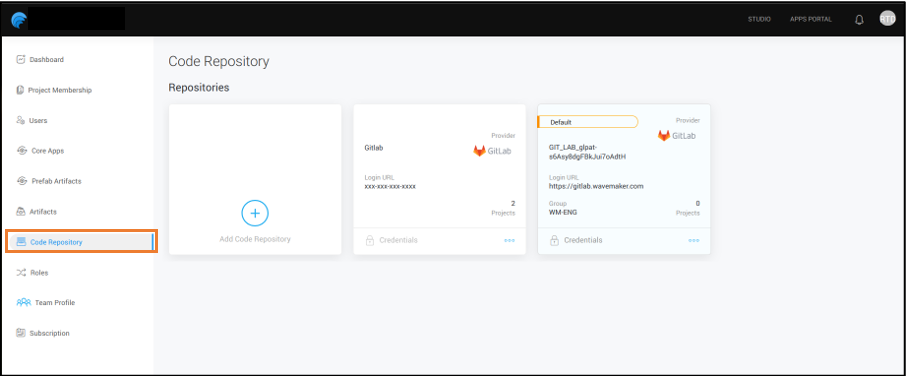 STUDIO APPS PORTAL RTD
Dashboard
Project Membership
Users
Core Apps
Prefab Artifacts
Artifacts
Code Repository
Roles
Team Profile
Subscription
Code Repository
Repositories
Add Code Repository
Provider
Gitlab
GitLab
Login URL
xxx-xxx-xxx-xxxx
2
Projects
Credentials
Default
Provider
GitLab
GIT_LAB_glpat-
s6Asy8dgFBkJui7oAdtH
Login URL
https://gitlab.wavemaker.com
Group
0
WM-ENG
Projects
Credentials